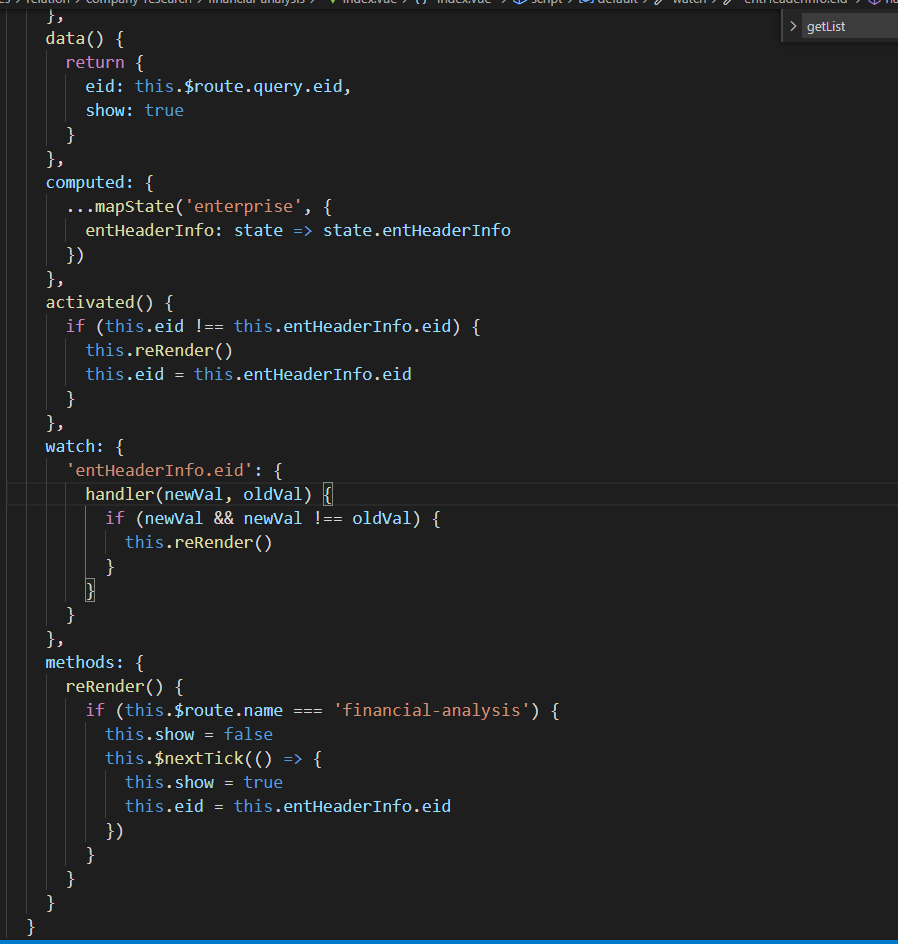 relation > company-research > financial-analysis > index.vue > {} "index.vue" > script > default > watch > 'entHeaderInfo.eid' >
> getList
},
data() {
return {
eid: this.$route.query.eid,
show: true
}
},
computed: {
...mapState('enterprise', {
entHeaderInfo: state => state.entHeaderInfo
})
},
activated() {
if (this.eid !== this.entHeaderInfo.eid) {
this.reRender()
this.eid = this.entHeaderInfo.eid
}
},
watch: {
'entHeaderInfo.eid': {
handler(newVal, oldVal) {
if (newVal && newVal !== oldVal) {
this.reRender()
}
}
}
},
methods: {
reRender() {
if (this.$route.name === 'financial-analysis') {
this.show = false
this.$nextTick(() => {
this.show = true
this.eid = this.entHeaderInfo.eid
})
}
}
}
}